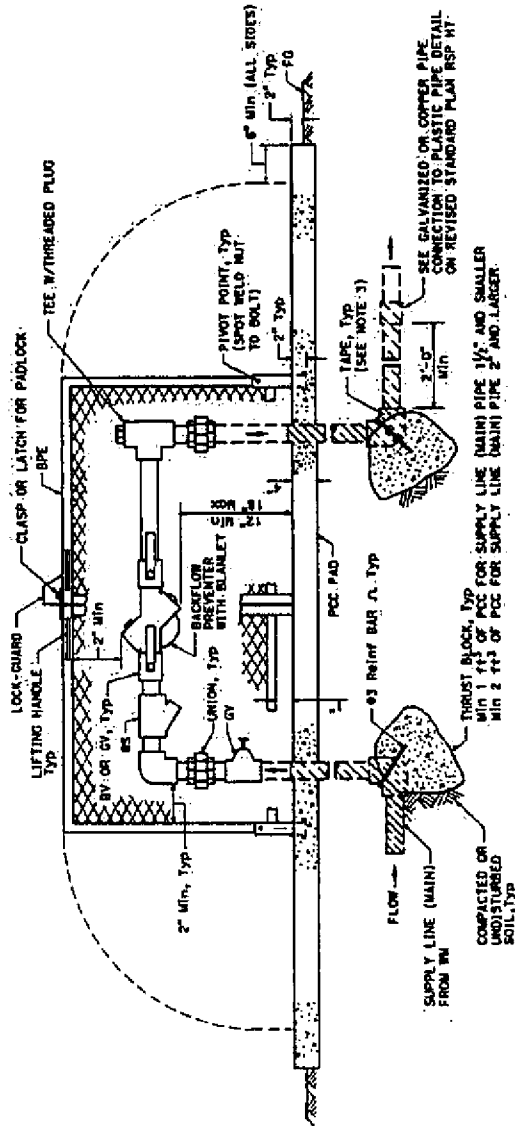 LOCK-GUARD
CLASP OR LATCH FOR PADLOCK
LIFTING HANDLE
Typ
BPE
TEE W/THREADED PLUG
2" Min
BV OR GV, Typ
WS
2" Min, Typ
UNION, Typ
GV
BACKFLOW
PREVENTER
WITH BLANKET
12" Min
18" Max
PIVOT POINT, Typ
(SPOT WELD NUT
TO BOLT)
2" Typ
6" Min (ALL SIDES)
2" Typ
FG
PCC PAD
#3 Reinf BAR Typ
TAPE, Typ
(SEE NOTE 3)
2'-0"
Min
SEE GALVANIZED OR COPPER PIPE
CONNECTION TO PLASTIC PIPE DETAIL
ON REVISED STANDARD PLAN RSP H7
FLOW
SUPPLY LINE (MAIN)
FROM WM
COMPACTED OR
UNDISTURBED
SOIL, Typ
THRUST BLOCK, Typ
Min 1 ft³ OF PCC FOR SUPPLY LINE (MAIN) PIPE 1½" AND SMALLER
Min 2 ft³ OF PCC FOR SUPPLY LINE (MAIN) PIPE 2" AND LARGER